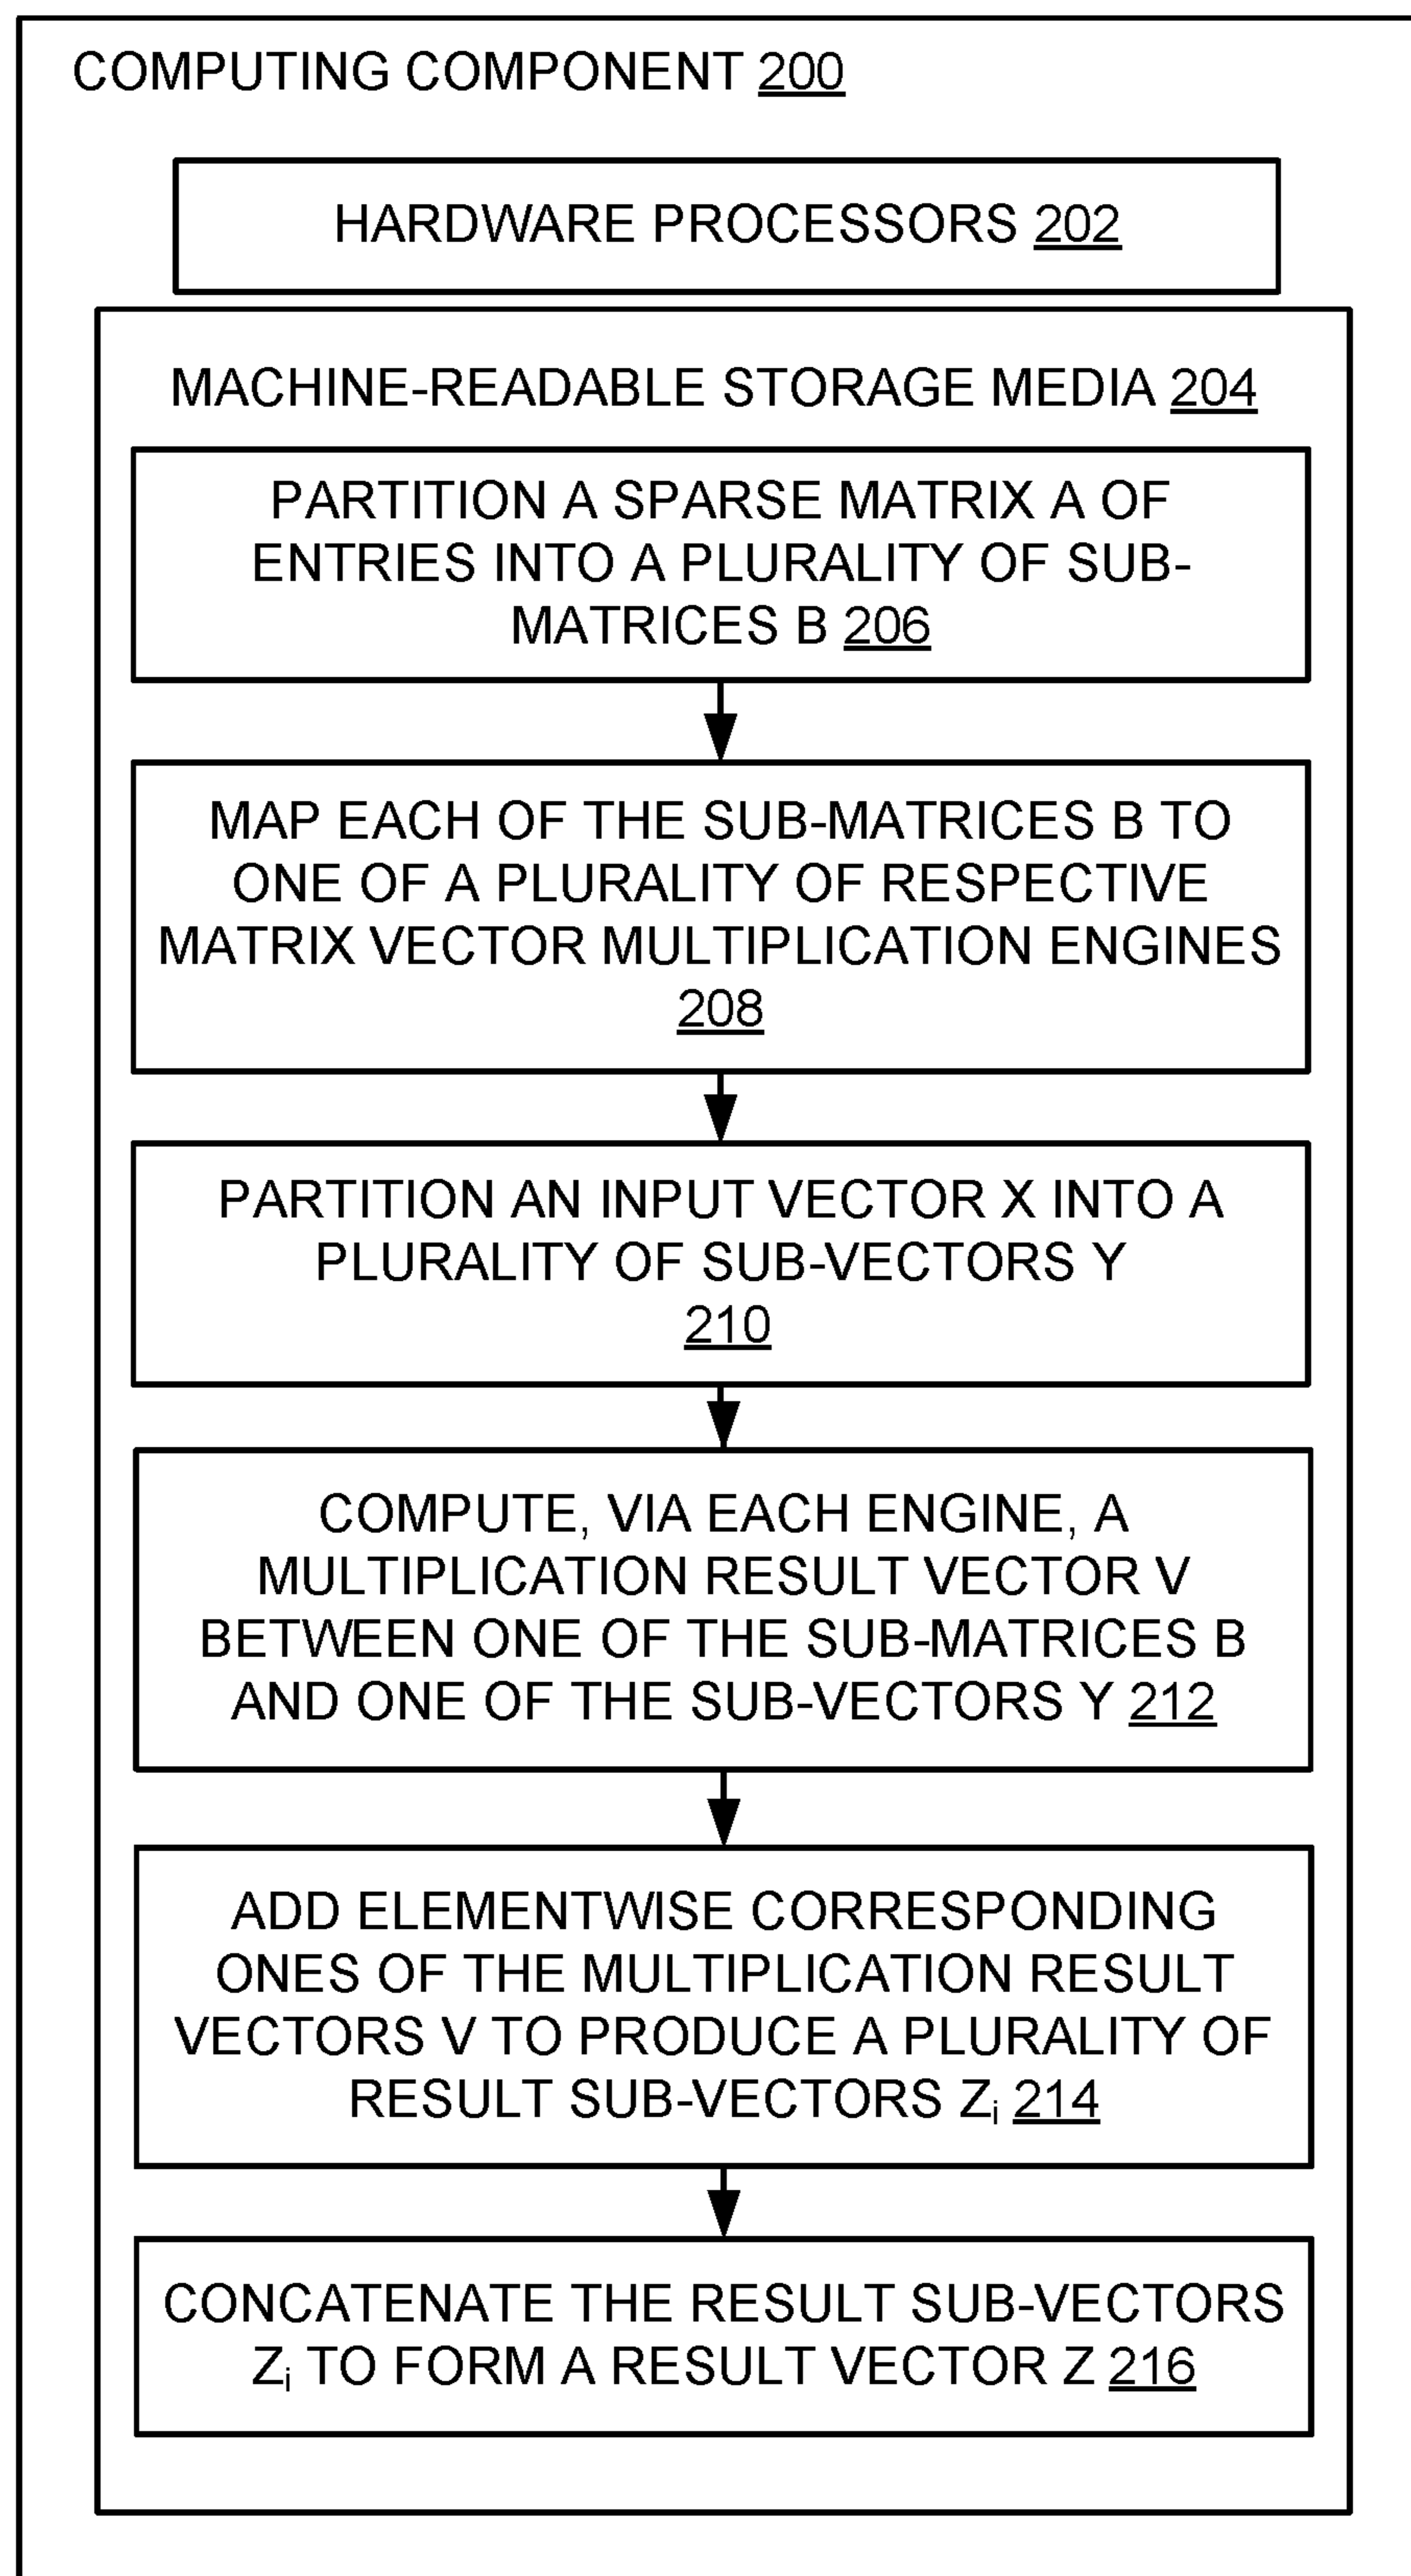 COMPUTING COMPONENT 200
HARDWARE PROCESSORS 202
MACHINE-READABLE STORAGE MEDIA 204
PARTITION A SPARSE MATRIX A OF
ENTRIES INTO A PLURALITY OF SUB-
MATRICES B 206
MAP EACH OF THE SUB-MATRICES B TO
ONE OF A PLURALITY OF RESPECTIVE
MATRIX VECTOR MULTIPLICATION ENGINES
208
PARTITION AN INPUT VECTOR X INTO A
PLURALITY OF SUB-VECTORS Y
210
COMPUTE, VIA EACH ENGINE, A
MULTIPLICATION RESULT VECTOR V
BETWEEN ONE OF THE SUB-MATRICES B
AND ONE OF THE SUB-VECTORS Y 212
ADD ELEMENTWISE CORRESPONDING
ONES OF THE MULTIPLICATION RESULT
VECTORS V TO PRODUCE A PLURALITY OF
RESULT SUB-VECTORS Zi 214
CONCATENATE THE RESULT SUB-VECTORS
Zi TO FORM A RESULT VECTOR Z 216